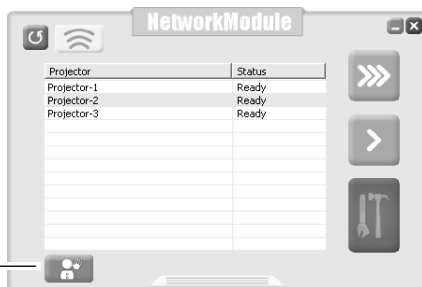 NetworkModule
Projector Status
Projector-1 Ready
Projector-2 Ready
Projector-3 Ready